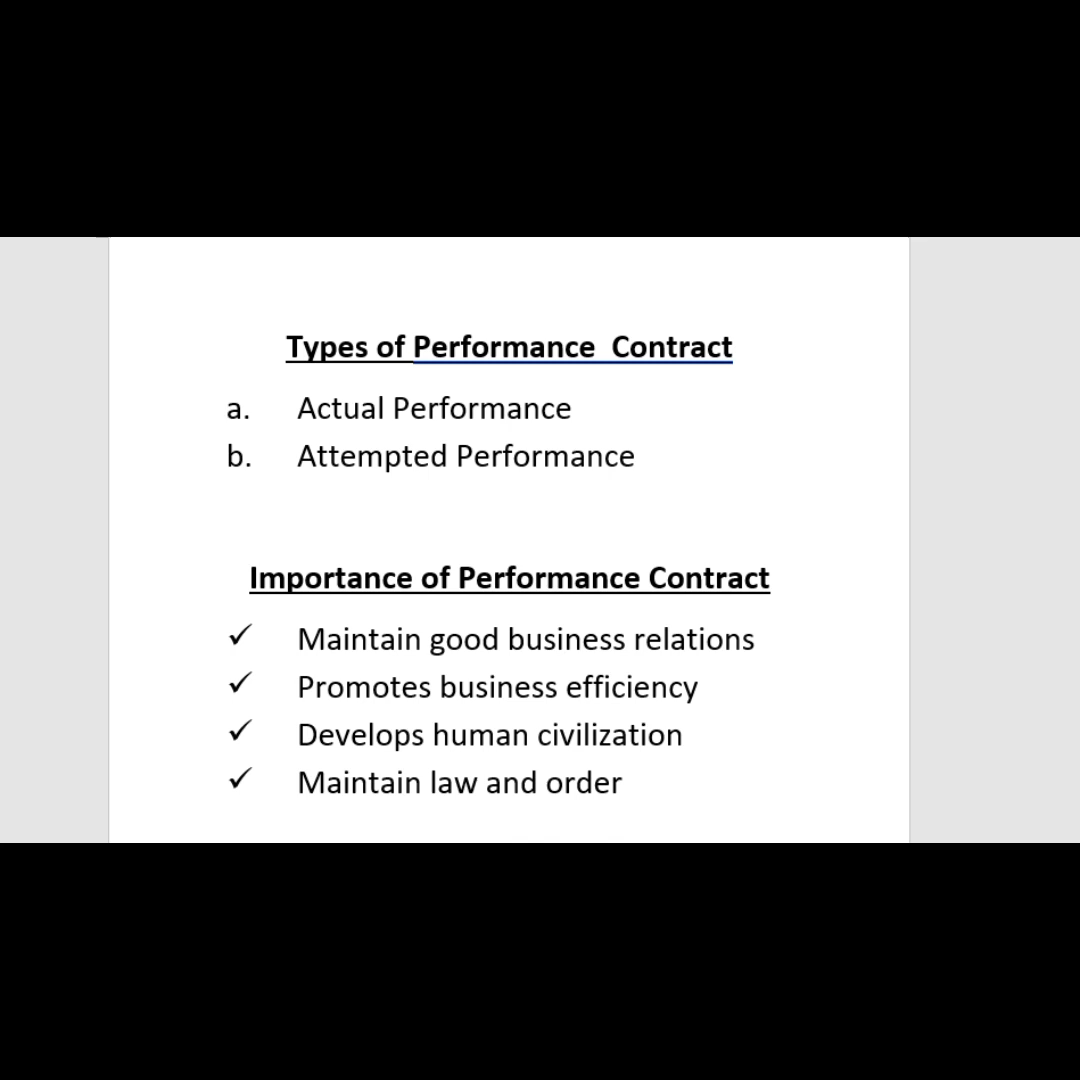 Types of Performance  Contract
a. Actual Performance
b. Attempted Performance
Importance of Performance Contract
✓ Maintain good business relations
✓ Promotes business efficiency
✓ Develops human civilization
✓ Maintain law and order